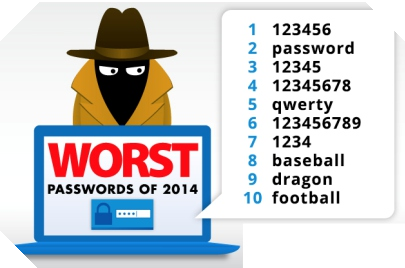 WORST
PASSWORDS OF 2014
****
1 123456
2 password
3 12345
4 12345678
5 qwerty
6 123456789
7 1234
8 baseball
9 dragon
10 football